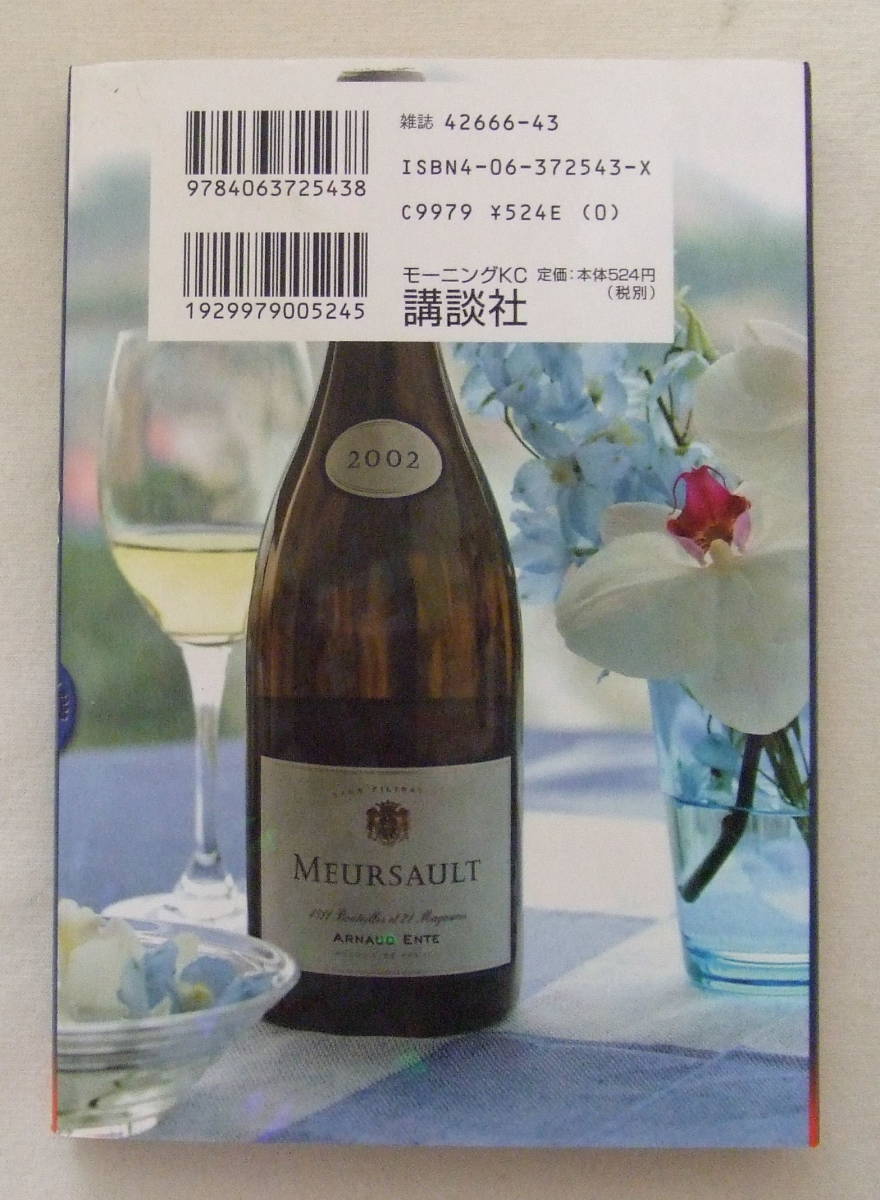 9784063725438
雑誌 42666-43
ISBN4-06-372543-X
C9979 ¥524E (0)
1929979005245
モーニングKC 定価:本体524円
(税別)
講談社
2002
MEURSAULT
ARNAUD ENTE